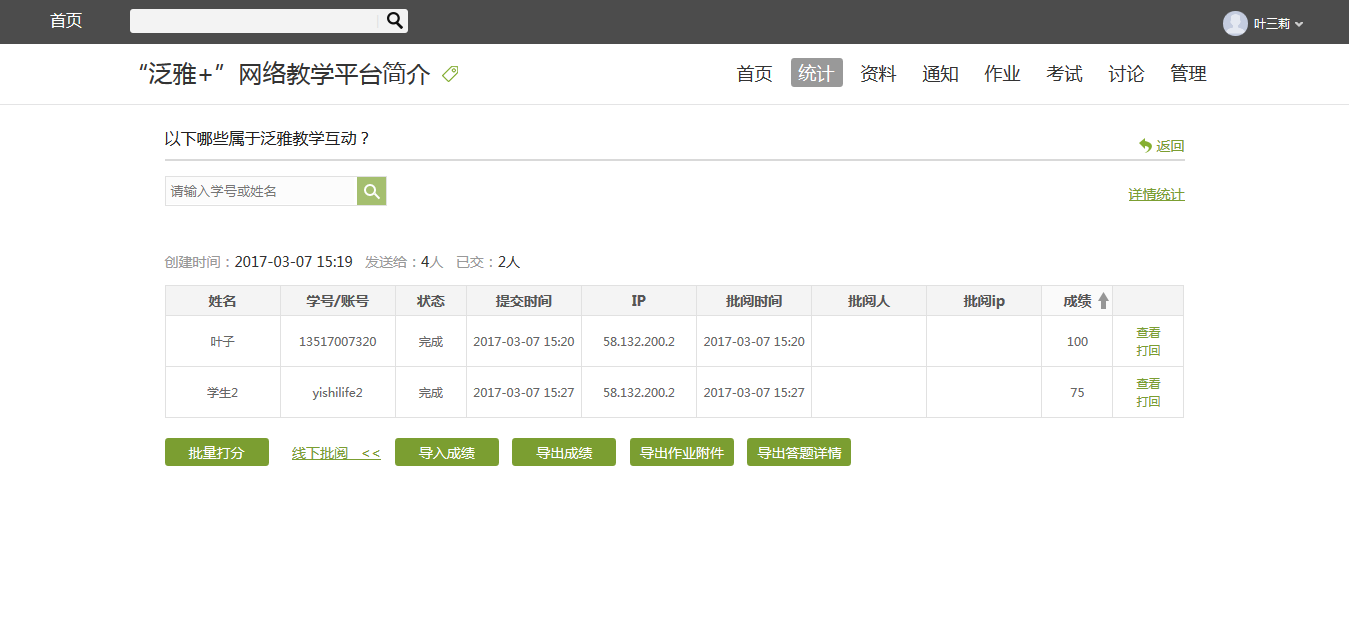 首页
叶三莉
“泛雅+”网络教学平台简介
首页 统计 资料 通知 作业 考试 讨论 管理
以下哪些属于泛雅教学互动？
返回
请输入学号或姓名
详情统计
创建时间：2017-03-07 15:19 发送给：4人 已交：2人
姓名 学号/账号 状态 提交时间 IP 批阅时间 批阅人 批阅ip 成绩
叶子 13517007320 完成 2017-03-07 15:20 58.132.200.2 2017-03-07 15:20 100 查看
打回
学生2 yishilife2 完成 2017-03-07 15:27 58.132.200.2 2017-03-07 15:27 75 查看
打回
批量打分 线下批阅 << 导入成绩 导出成绩 导出作业附件 导出答题详情